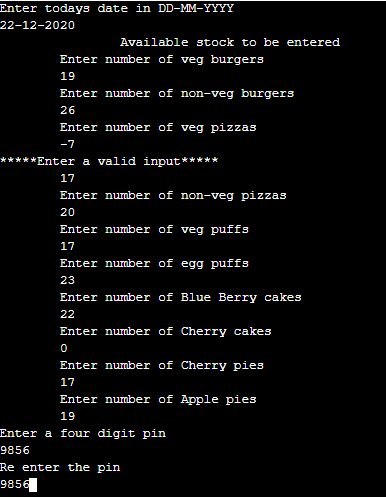 Enter todays date in DD-MM-YYYY
22-12-2020
Available stock to be entered
Enter number of veg burgers
19
Enter number of non-veg burgers
26
Enter number of veg pizzas
-7
*****Enter a valid input*****
17
Enter number of non-veg pizzas
20
Enter number of veg puffs
17
Enter number of egg puffs
23
Enter number of Blue Berry cakes
22
Enter number of Cherry cakes
0
Enter number of Cherry pies
17
Enter number of Apple pies
19
Enter a four digit pin
9856
Re enter the pin
9856